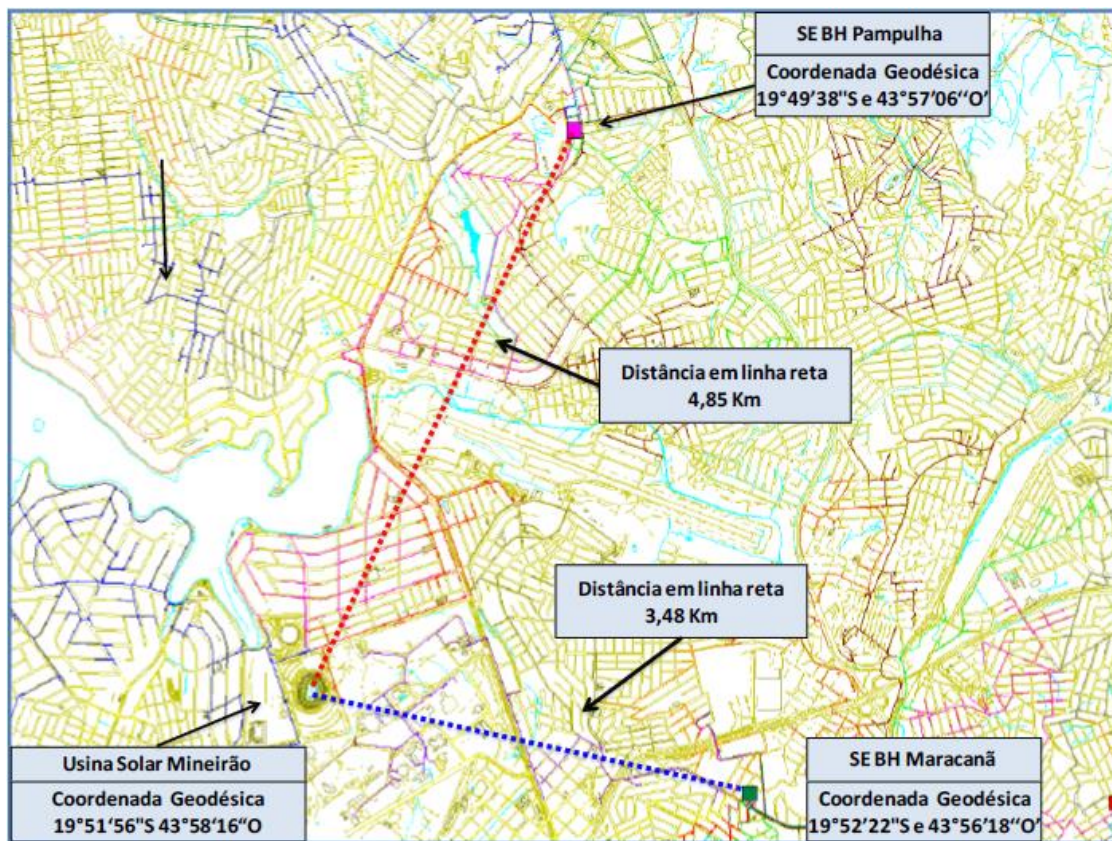 SE BH Pampulha
Coordenada Geodésica
19°49'38"S e 43°57'06“O'
Distância em linha reta
4,85 Km
Distância em linha reta
3,48 Km
Usina Solar Mineirão
Coordenada Geodésica
19°51‘56"S 43°58‘16“O
SE BH Maracanã
Coordenada Geodésica
19°52’22"S e 43°56’18‘‘O’